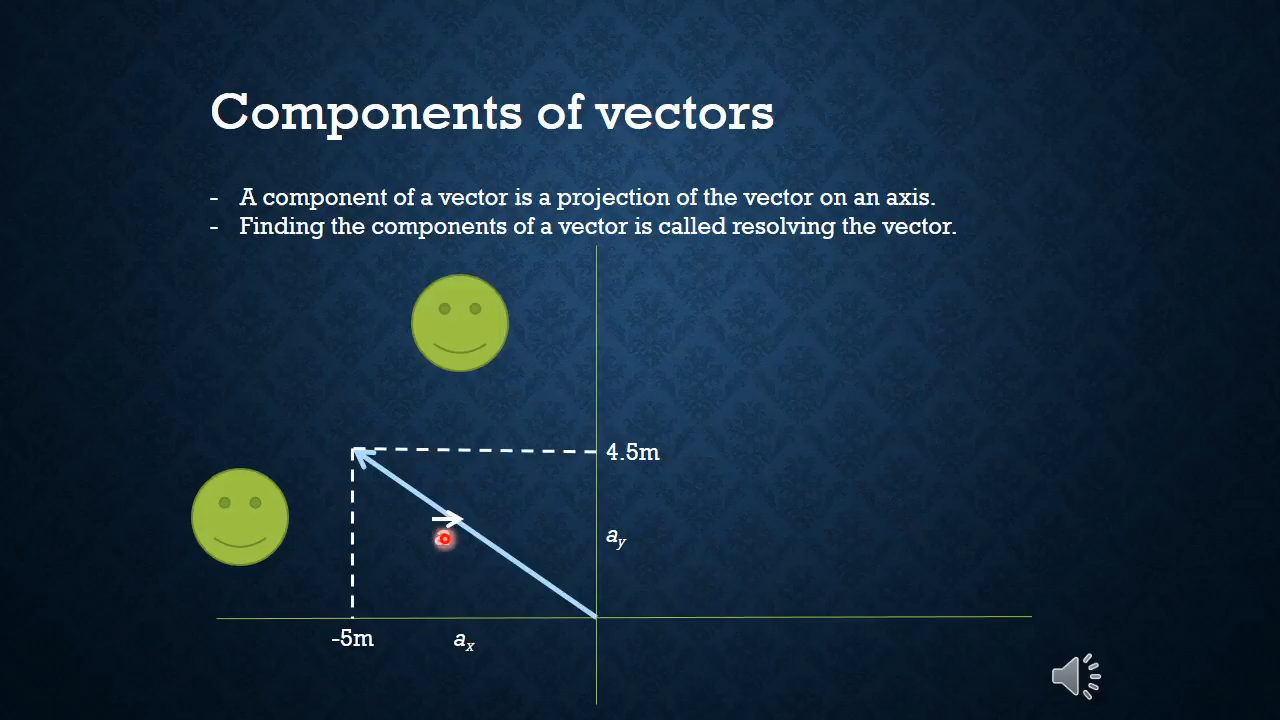 Components of vectors
- A component of a vector is a projection of the vector on an axis.
- Finding the components of a vector is called resolving the vector.
4.5m
a_y
-5m a_x